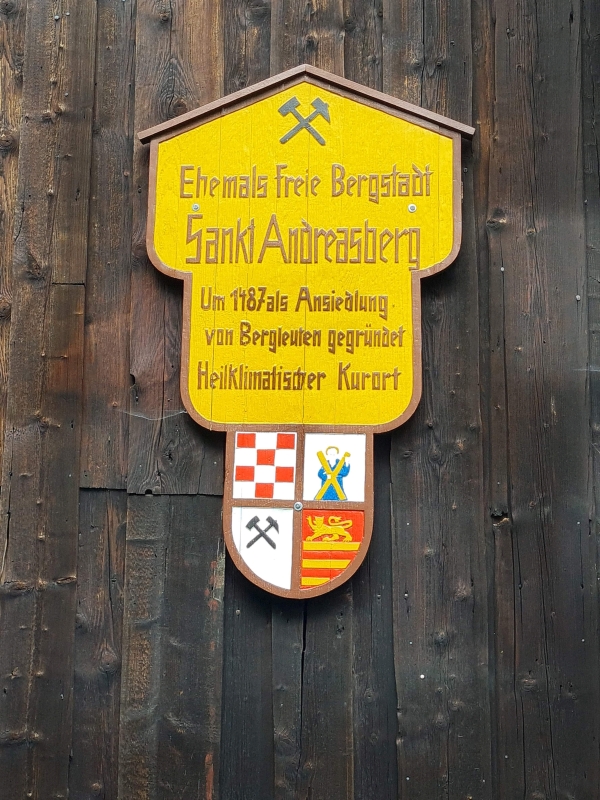 Ehemals freie Bergstadt
Sankt Andreasberg
Um 1487 als Ansiedlung
von Bergleuten gegründet
Heilklimatischer Kurort